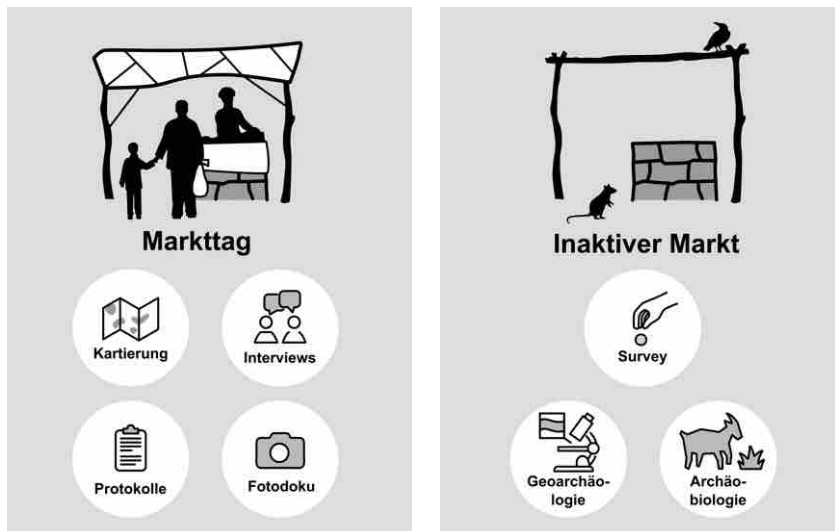 Markttag
Kartierung
Interviews
Protokolle
Fotodoku
Inaktiver Markt
Survey
Geoarchäo-
logie
Archäo-
biologie